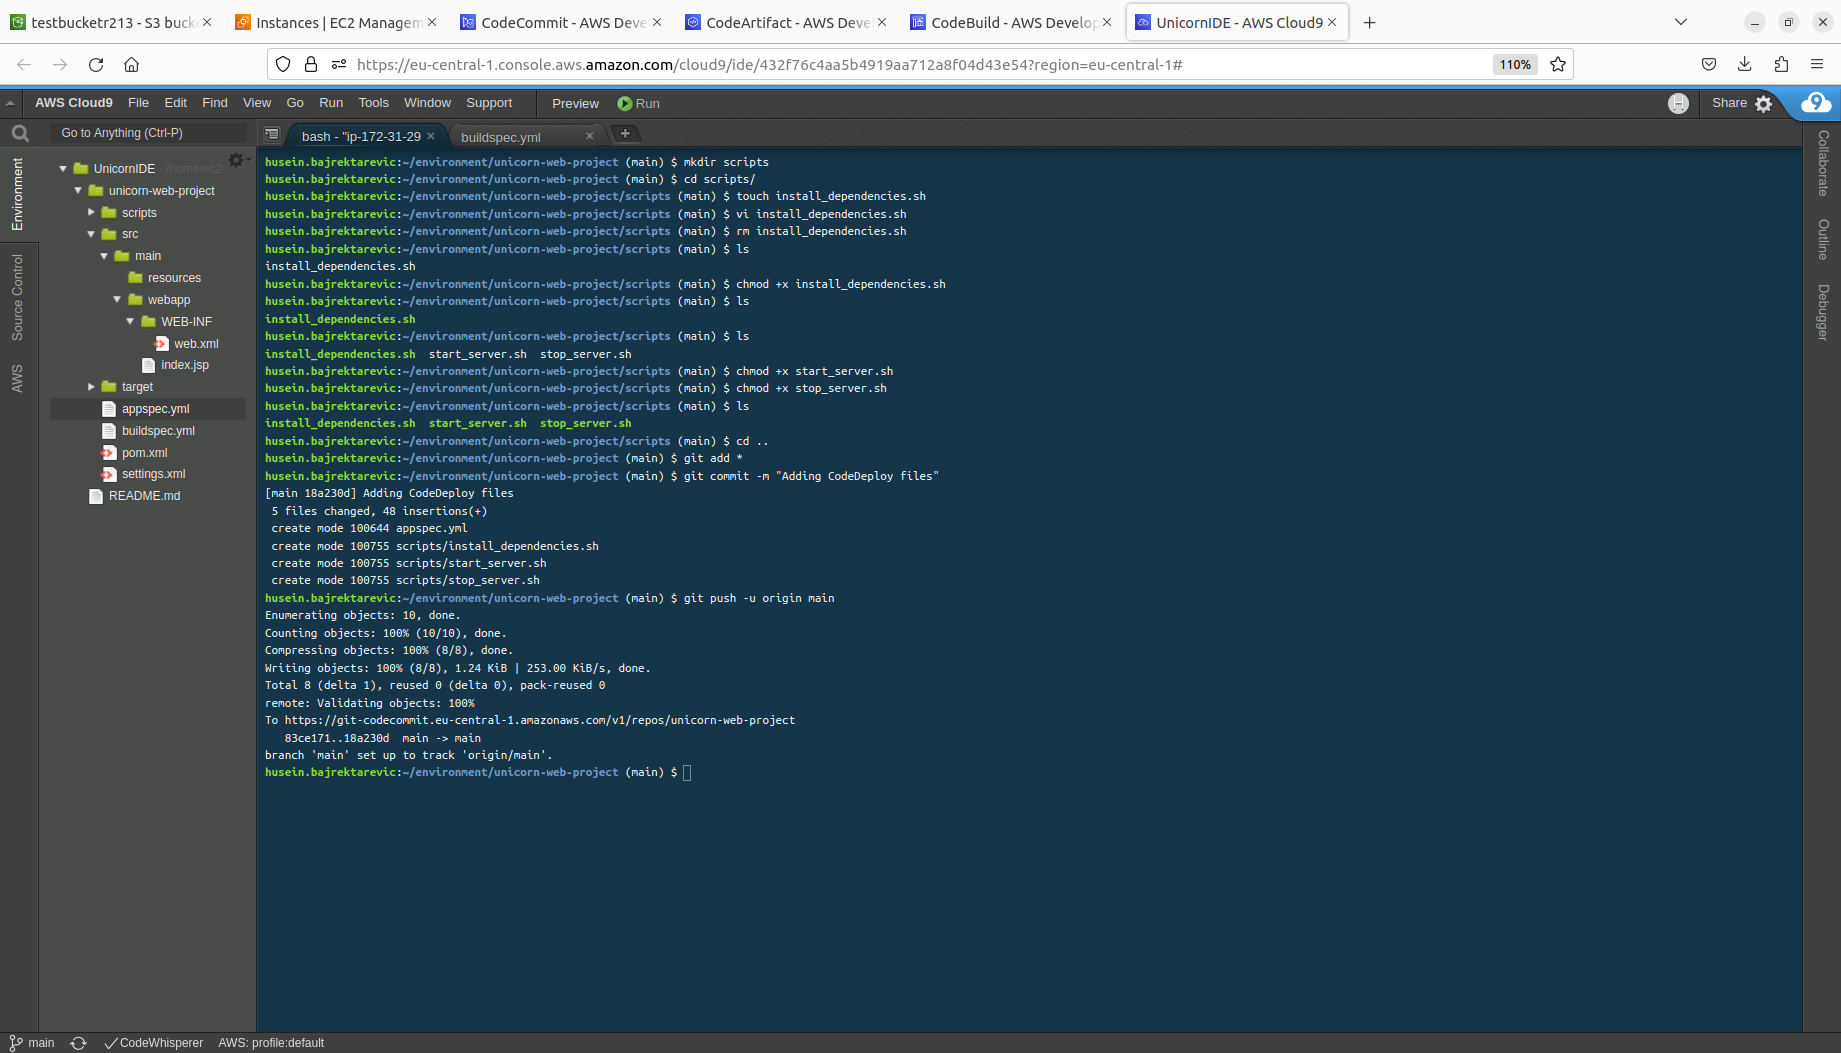 testbucketr213 - S3 buck
Instances | EC2 Managem
CodeCommit - AWS Deve
CodeArtifact - AWS Deve
CodeBuild - AWS Develop
UnicornIDE - AWS Cloud9
https://eu-central-1.console.aws.amazon.com/cloud9/ide/432f76c4aa5b4919aa712a8f04d43e54?region=eu-central-1#
110%
AWS Cloud9 File Edit Find View Go Run Tools Window Support Preview Run
H Share
Go to Anything (Ctrl-P)
bash - "ip-172-31-29
buildspec.yml
Environment
Source Control
AWS
UnicornIDE - /home/ec2-
unicorn-web-project
scripts
src
main
resources
webapp
WEB-INF
web.xml
index.jsp
target
appspec.yml
buildspec.yml
pom.xml
settings.xml
README.md
husein.bajrektarevic:~/environment/unicorn-web-project (main) $ mkdir scripts
husein.bajrektarevic:~/environment/unicorn-web-project (main) $ cd scripts/
husein.bajrektarevic:~/environment/unicorn-web-project/scripts (main) $ touch install_dependencies.sh
husein.bajrektarevic:~/environment/unicorn-web-project/scripts (main) $ vi install_dependencies.sh
husein.bajrektarevic:~/environment/unicorn-web-project/scripts (main) $ rm install_dependencies.sh
husein.bajrektarevic:~/environment/unicorn-web-project/scripts (main) $ ls
install_dependencies.sh
husein.bajrektarevic:~/environment/unicorn-web-project/scripts (main) $ chmod +x install_dependencies.sh
husein.bajrektarevic:~/environment/unicorn-web-project/scripts (main) $ ls
install_dependencies.sh
husein.bajrektarevic:~/environment/unicorn-web-project/scripts (main) $ ls
install_dependencies.sh  start_server.sh  stop_server.sh
husein.bajrektarevic:~/environment/unicorn-web-project/scripts (main) $ chmod +x start_server.sh
husein.bajrektarevic:~/environment/unicorn-web-project/scripts (main) $ chmod +x stop_server.sh
husein.bajrektarevic:~/environment/unicorn-web-project/scripts (main) $ ls
install_dependencies.sh  start_server.sh  stop_server.sh
husein.bajrektarevic:~/environment/unicorn-web-project/scripts (main) $ cd ..
husein.bajrektarevic:~/environment/unicorn-web-project (main) $ git add *
husein.bajrektarevic:~/environment/unicorn-web-project (main) $ git commit -m "Adding CodeDeploy files"
[main 18a230d] Adding CodeDeploy files
5 files changed, 48 insertions(+)
create mode 100644 appspec.yml
create mode 100755 scripts/install_dependencies.sh
create mode 100755 scripts/start_server.sh
create mode 100755 scripts/stop_server.sh
husein.bajrektarevic:~/environment/unicorn-web-project (main) $ git push -u origin main
Enumerating objects: 10, done.
Counting objects: 100% (10/10), done.
Compressing objects: 100% (8/8), done.
Writing objects: 100% (8/8), 1.24 KiB | 253.00 KiB/s, done.
Total 8 (delta 1), reused 0 (delta 0), pack-reused 0
remote: Validating objects: 100%
To https://git-codecommit.eu-central-1.amazonaws.com/v1/repos/unicorn-web-project
83ce171..18a230d  main -> main
branch 'main' set up to track 'origin/main'.
husein.bajrektarevic:~/environment/unicorn-web-project (main) $
Collaborate
Outline
Debugger
main CodeWhisperer AWS: profile:default